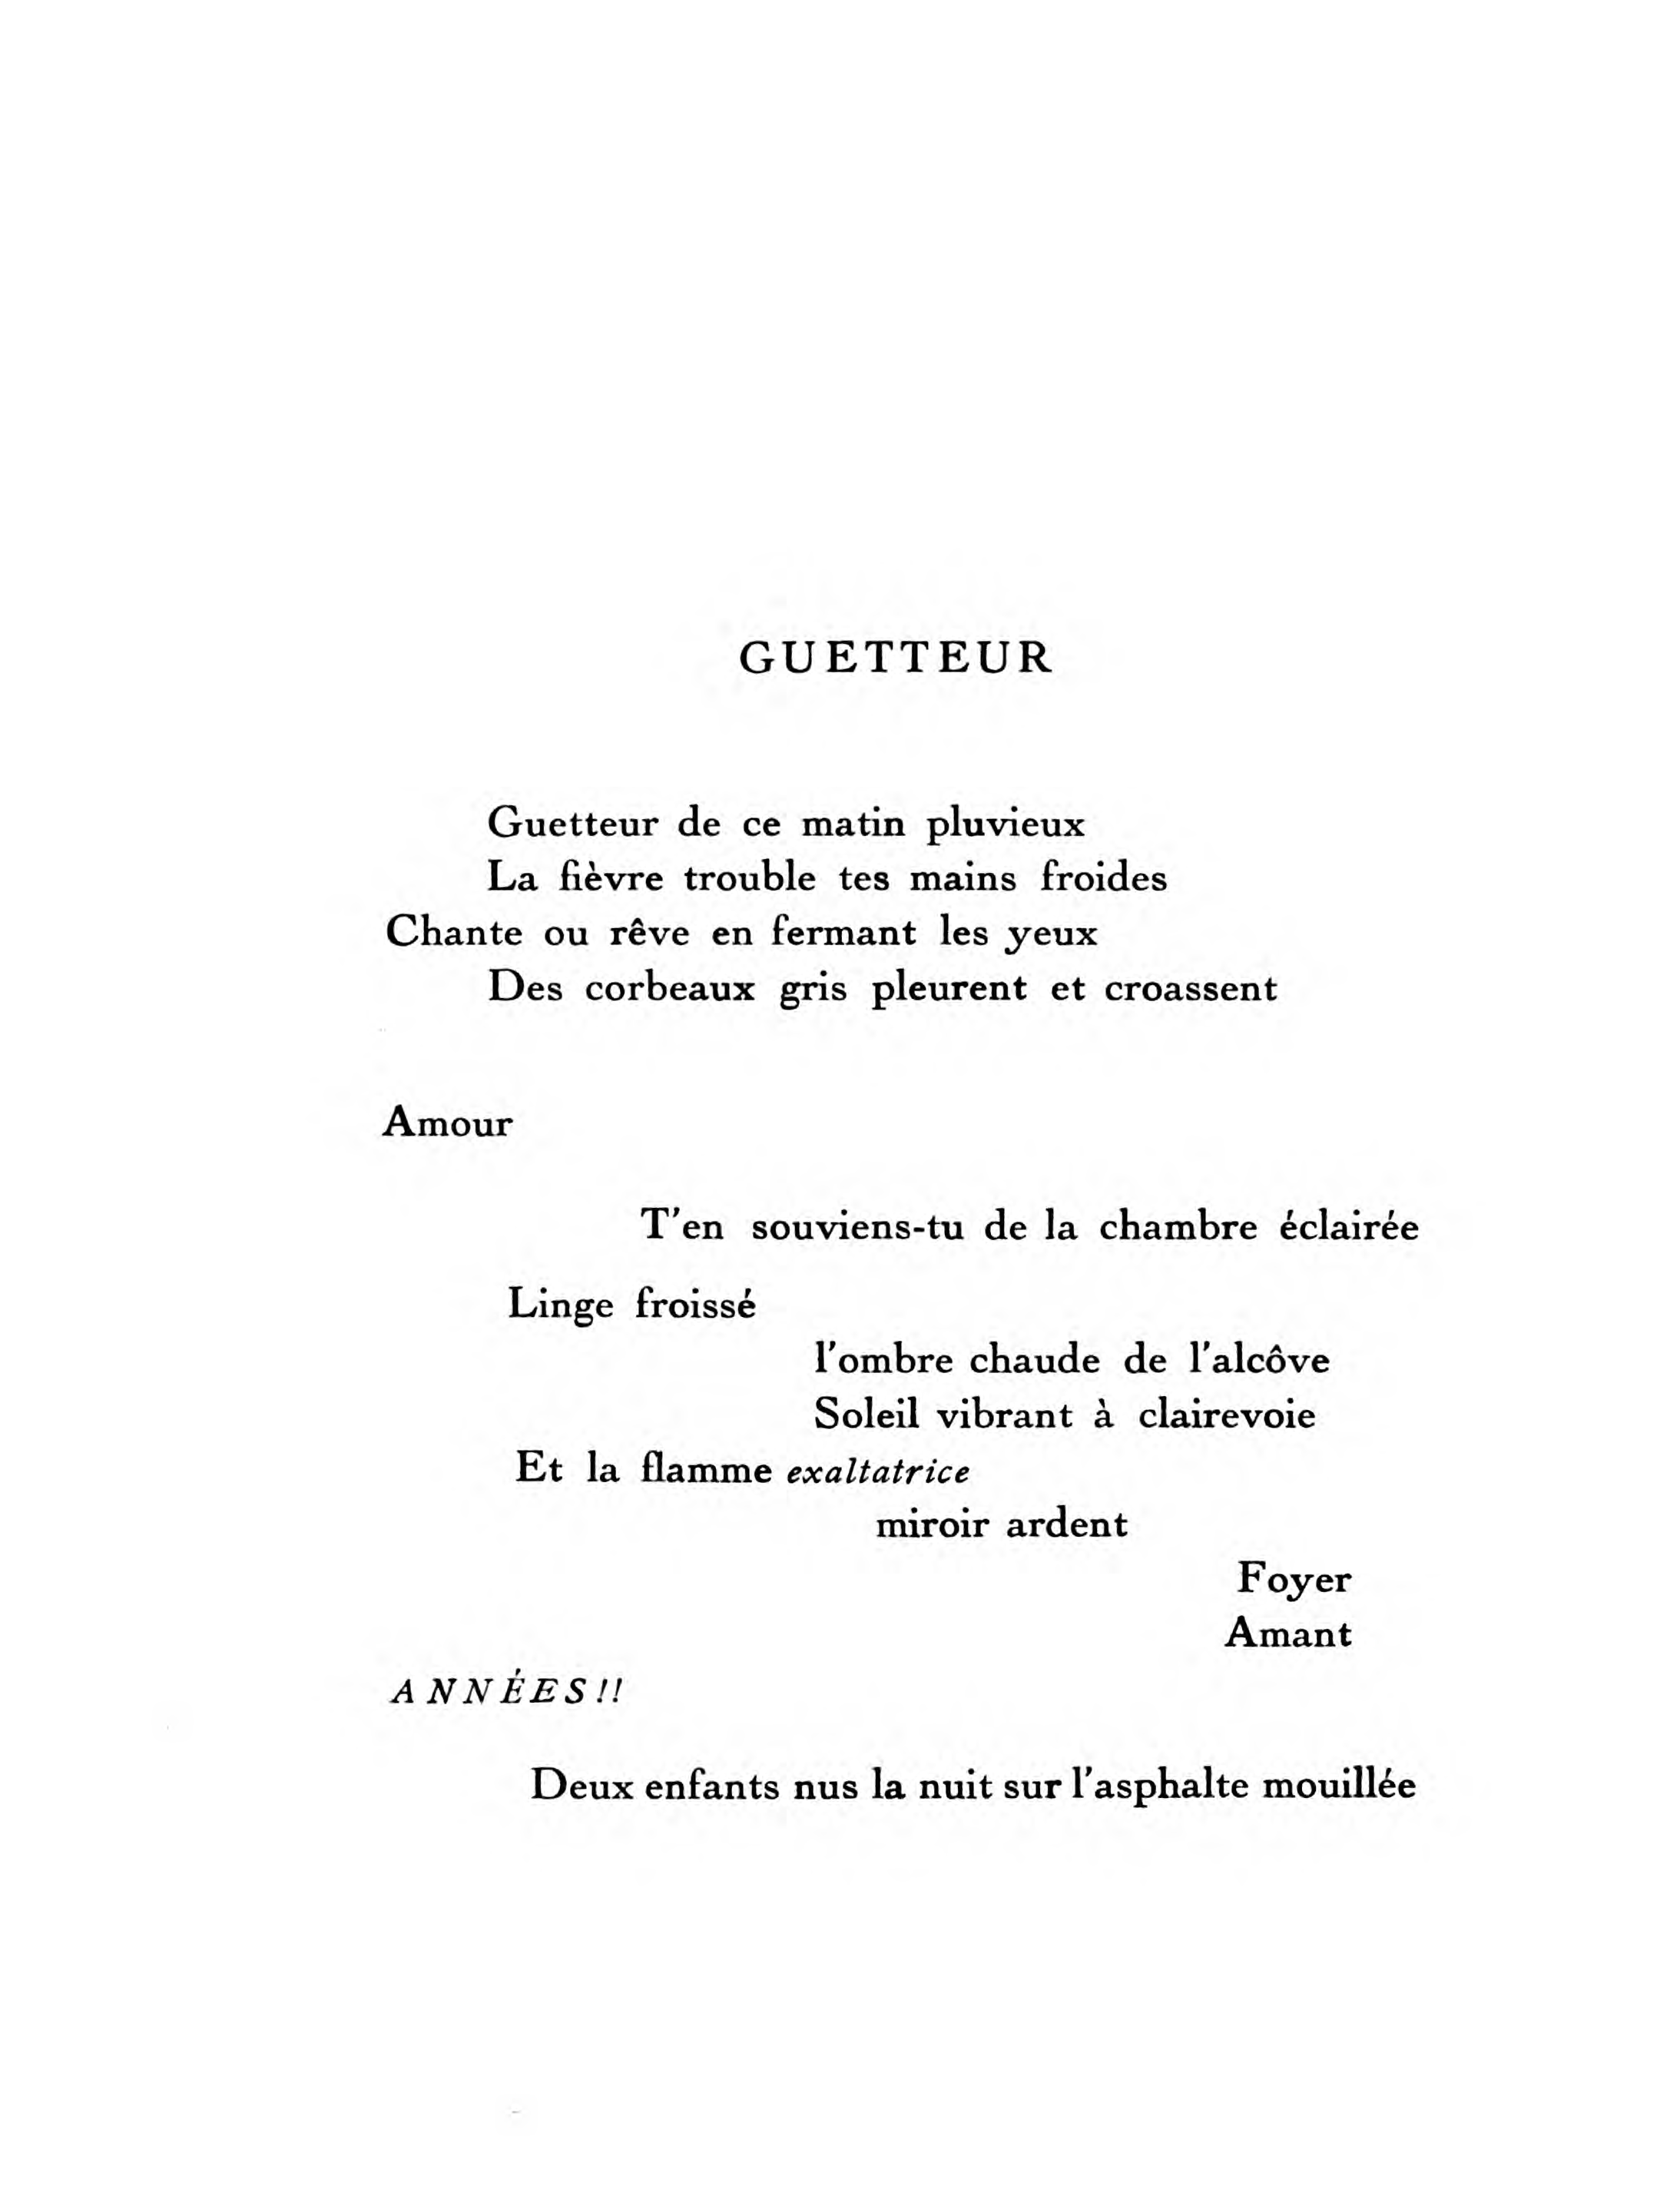 GUETTEUR
Guetteur de ce matin pluvieux
La fièvre trouble tes mains froides
Chante ou rêve en fermant les yeux
Des corbeaux gris pleurent et croassent
Amour
T'en souviens-tu de la chambre éclairée
Linge froissé
l'ombre chaude de l'alcôve
Soleil vibrant à clairevoie
Et la flamme exaltatrice
miroir ardent
Foyer
Amant
ANNÉES!!
Deux enfants nus la nuit sur l'asphalte mouillée